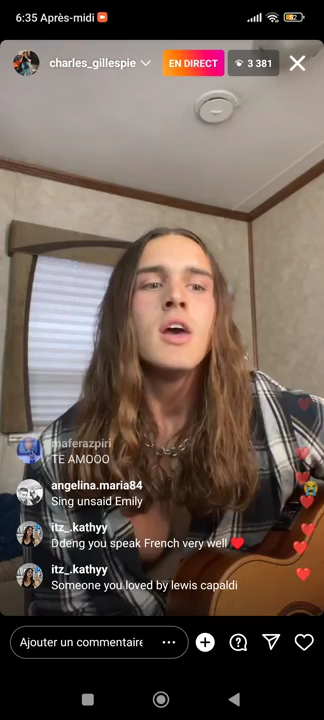 6:35 Après-midi
charles_gillespie
EN DIRECT
3 381
maferazpiri
TE AMOOO
angelina.maria84
Sing unsaid Emily
itz_.kathyy
Ddeng you speak French very well ❤️
itz_.kathyy
Someone you loved by lewis capaldi
Ajouter un commentaire